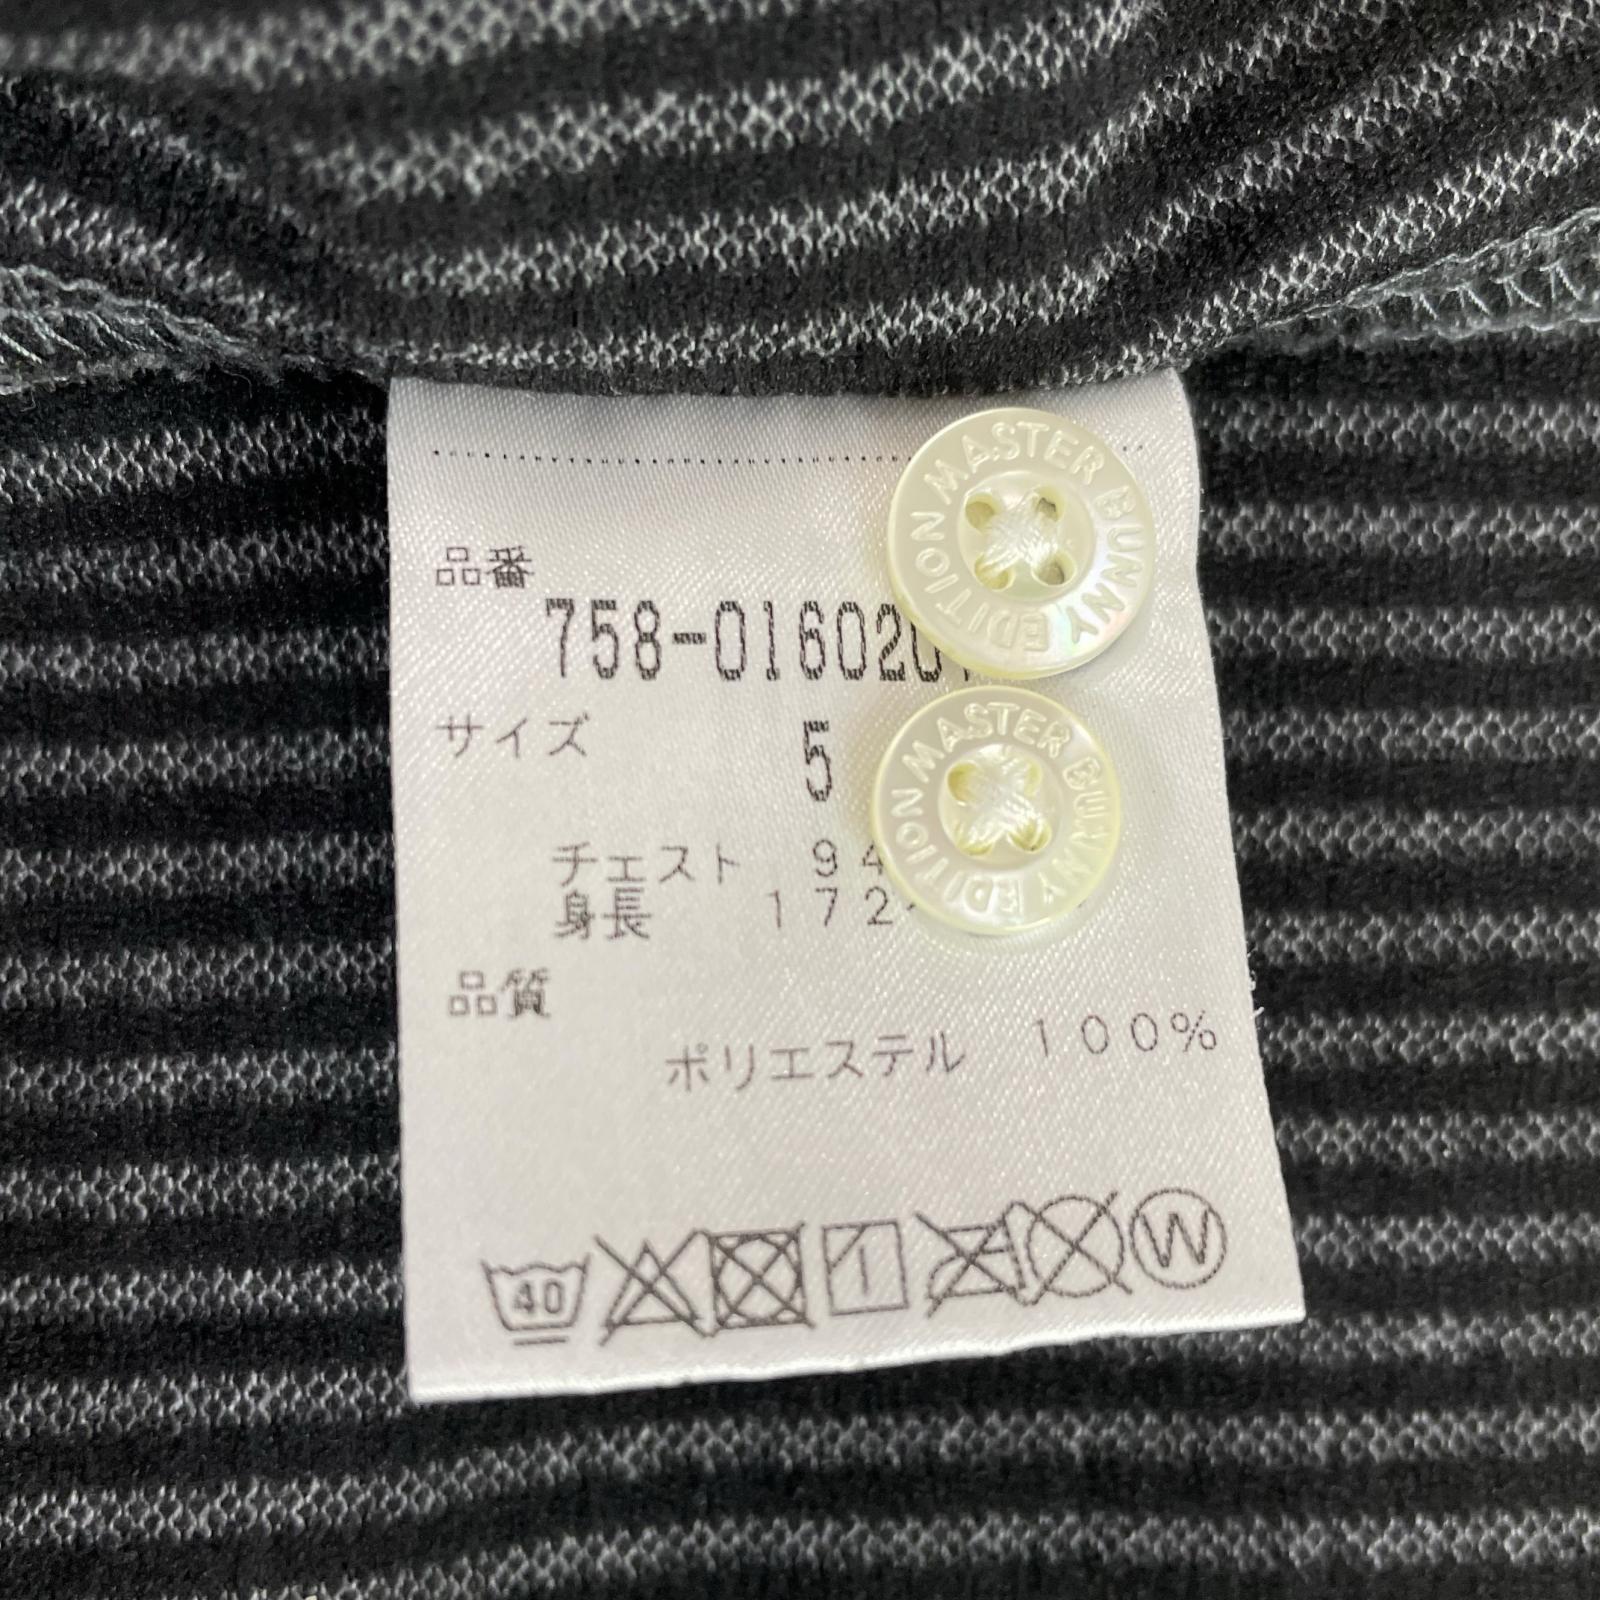 品番
758-016020
サイズ 5
チェスト 94
身長 172
品質
ポリエステル 100%
40
W
MASTER BUNNY EDITION
MASTER BUNNY EDITION